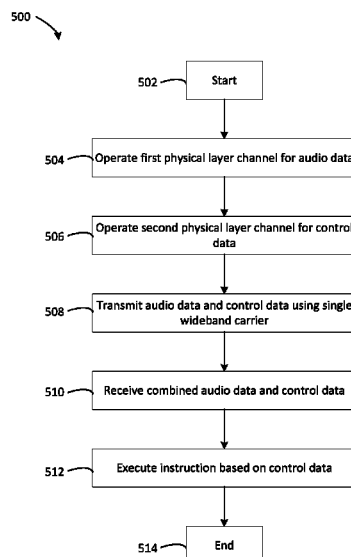 500
502
Start
504
Operate first physical layer channel for audio data
506
Operate second physical layer channel for control
data
508
Transmit audio data and control data using single
wideband carrier
510
Receive combined audio data and control data
512
Execute instruction based on control data
514
End